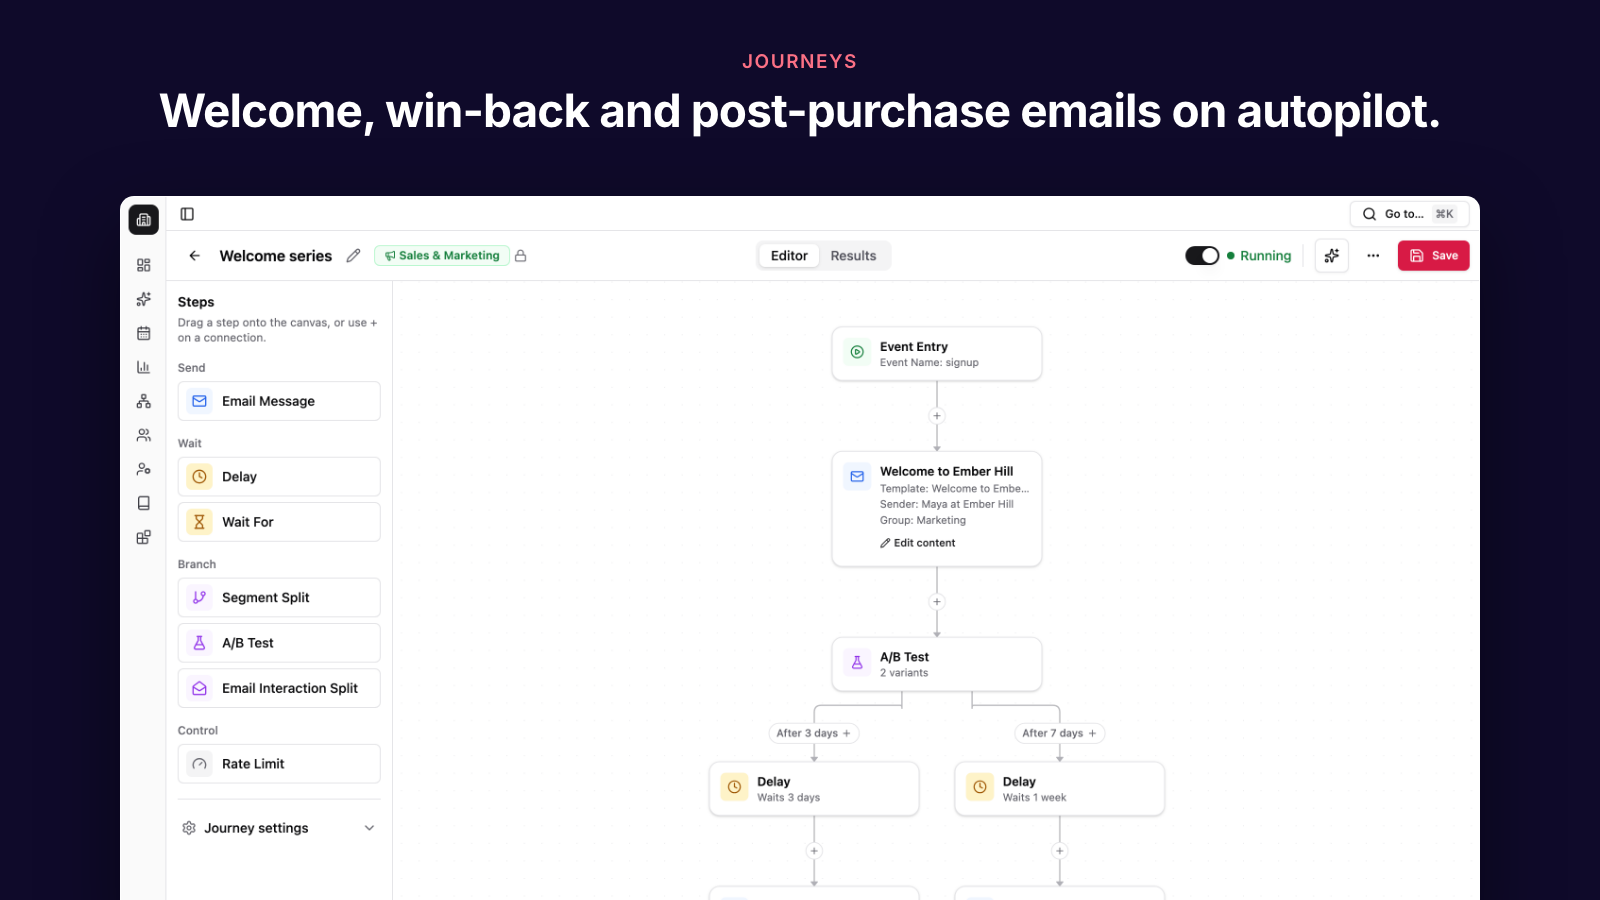 JOURNEYS
Welcome, win-back and post-purchase emails on autopilot.
Go to... ⌘K
Welcome series
Sales & Marketing
Editor
Results
Running
Save
Steps
Drag a step onto the canvas, or use +
on a connection.
Send
Email Message
Wait
Delay
Wait For
Branch
Segment Split
A/B Test
Email Interaction Split
Control
Rate Limit
Journey settings
Event Entry
Event Name: signup
Welcome to Ember Hill
Template: Welcome to Embe...
Sender: Maya at Ember Hill
Group: Marketing
Edit content
A/B Test
2 variants
After 3 days +
After 7 days +
Delay
Waits 3 days
Delay
Waits 1 week